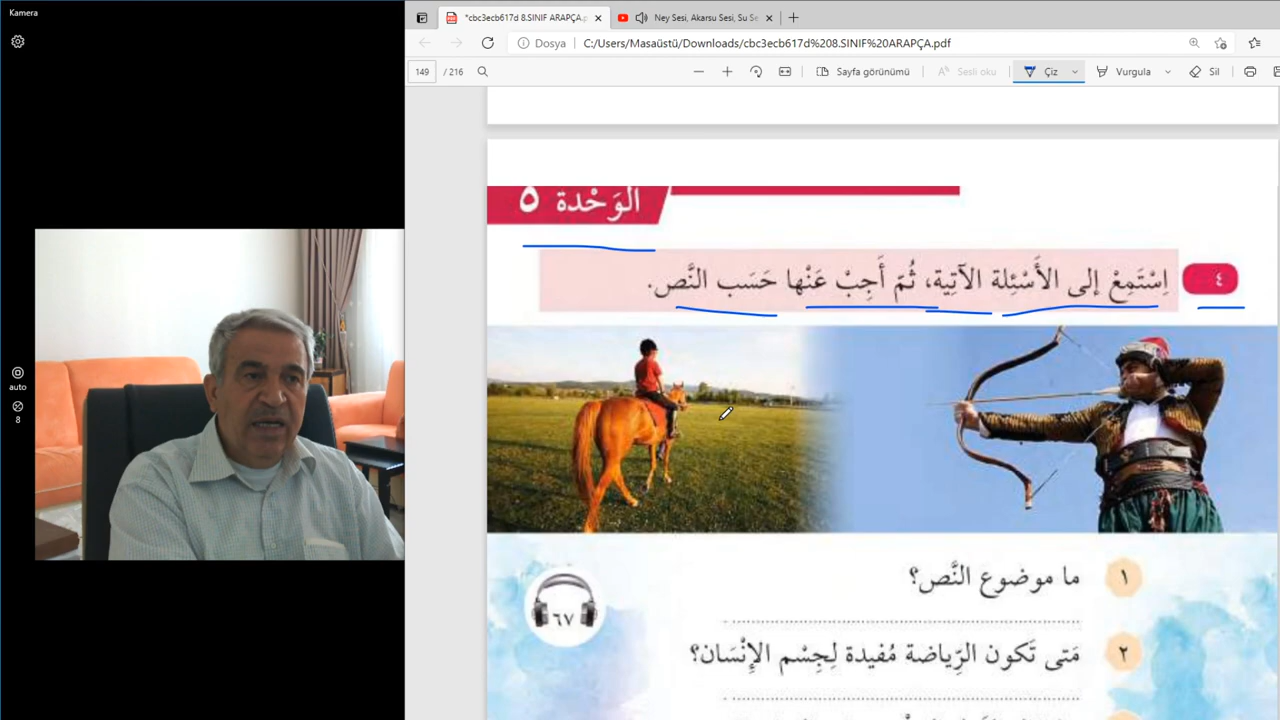 Kamera
auto
8
*cbc3ecb617d 8.SINIF ARAPÇA.p
Ney Sesi, Akarsu Sesi, Su Se
Dosya
C:/Users/Masaüstü/Downloads/cbc3ecb617d%208.SINIF%20ARAPÇA.pdf
149 / 216
Sayfa görünümü
Sesli oku
Çiz
Vurgula
Sil
الوَحْدة ٥
٤ اِسْتَمِعْ إلى الأَسْئِلة الآتِية، ثُمّ أَجِبْ عَنْها حَسَب النَّص.
١ ما موضوع النَّص؟
٦٧
٢ مَتى تَكون الرِّياضة مُفيدة لِجِسْم الإِنْسَان؟